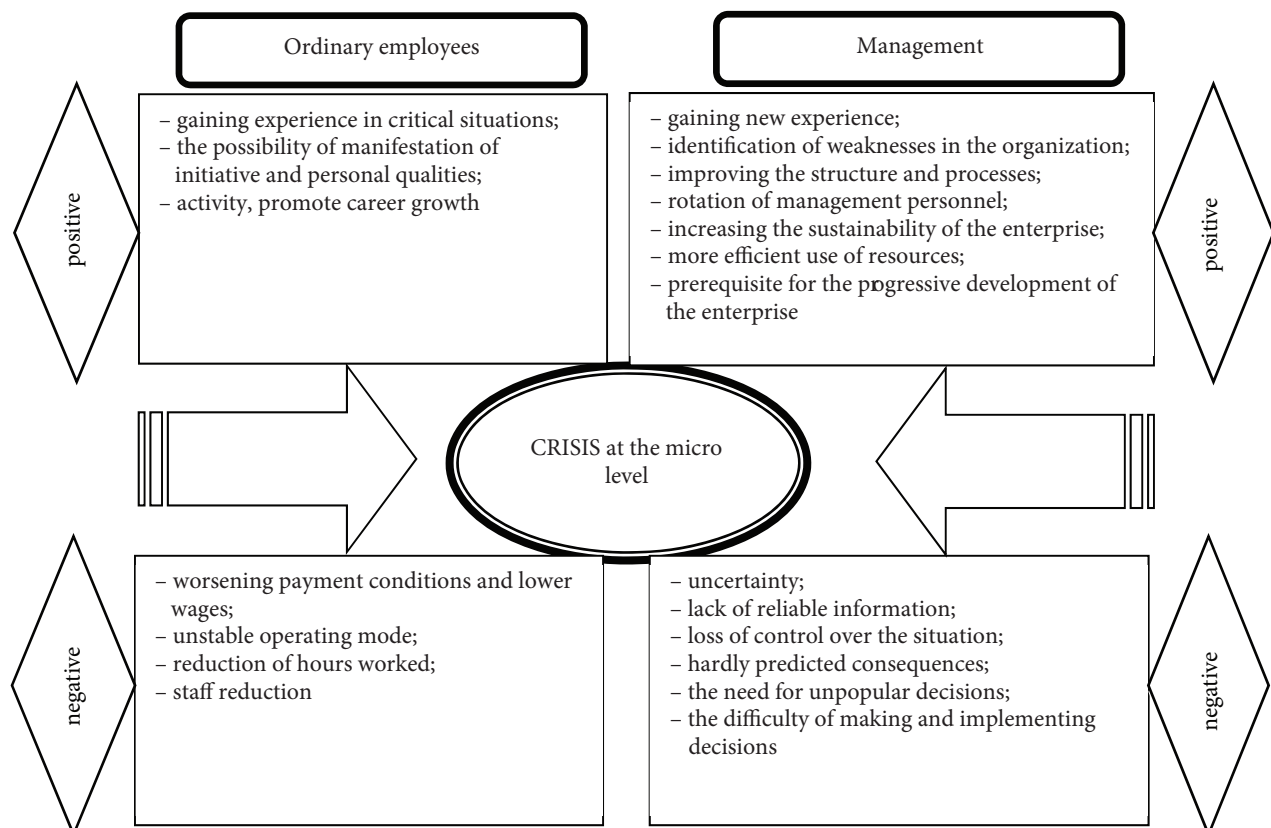 Ordinary employees
Management
positive
– gaining experience in critical situations;
– the possibility of manifestation of
initiative and personal qualities;
– activity, promote career growth
– gaining new experience;
– identification of weaknesses in the organization;
– improving the structure and processes;
– rotation of management personnel;
– increasing the sustainability of the enterprise;
– more efficient use of resources;
– prerequisite for the progressive development of
the enterprise
positive
CRISIS at the micro
level
negative
– worsening payment conditions and lower
wages;
– unstable operating mode;
– reduction of hours worked;
– staff reduction
– uncertainty;
– lack of reliable information;
– loss of control over the situation;
– hardly predicted consequences;
– the need for unpopular decisions;
– the difficulty of making and implementing
decisions
negative